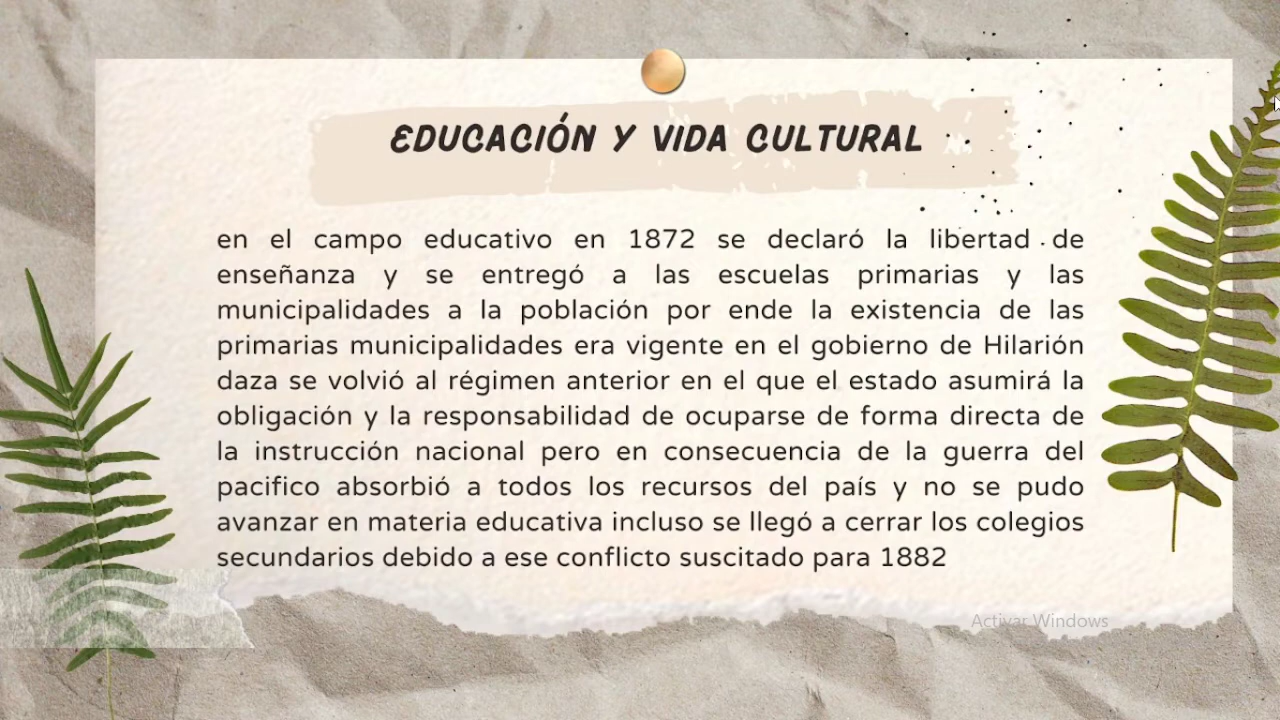 EDUCACIÓN Y VIDA CULTURAL
en el campo educativo en 1872 se declaró la libertad de
enseñanza y se entregó a las escuelas primarias y las
municipalidades a la población por ende la existencia de las
primarias municipalidades era vigente en el gobierno de Hilarión
daza se volvió al régimen anterior en el que el estado asumirá la
obligación y la responsabilidad de ocuparse de forma directa de
la instrucción nacional pero en consecuencia de la guerra del
pacifico absorbió a todos los recursos del país y no se pudo
avanzar en materia educativa incluso se llegó a cerrar los colegios
secundarios debido a ese conflicto suscitado para 1882
Activar Windows